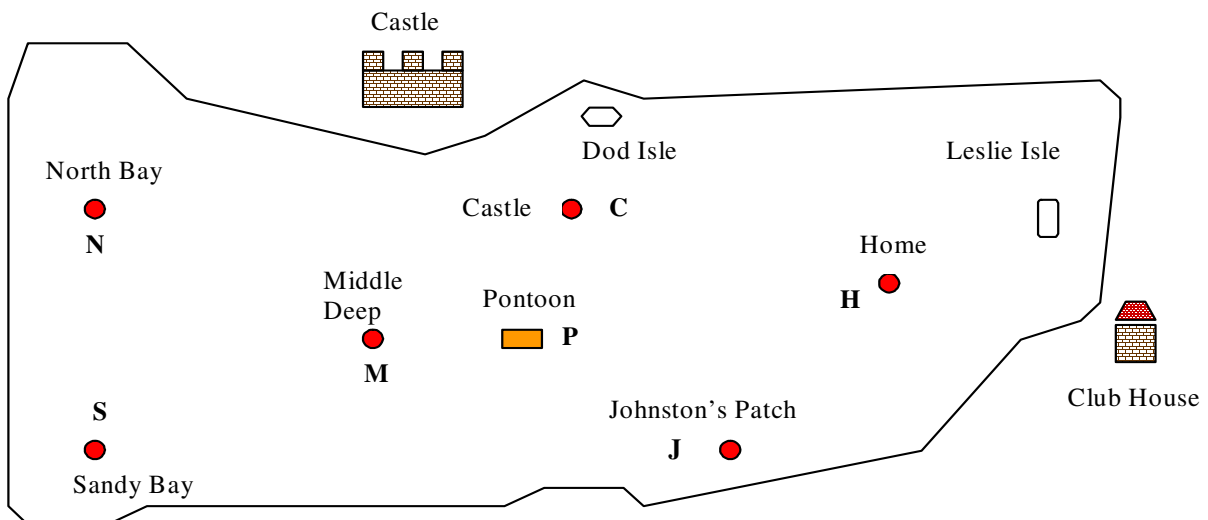 Castle
Dod Isle
Leslie Isle
North Bay
N
Castle
C
Home
H
Middle
Deep
M
Pontoon
P
S
Sandy Bay
Johnston's Patch
J
Club House